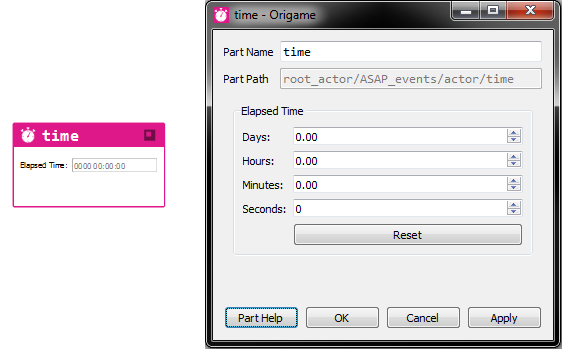 time
Elapsed Time:
0000 00:00:00
time - Origame
Part Name
time
Part Path
root_actor/ASAP_events/actor/time
Elapsed Time
Days:
0.00
Hours:
0.00
Minutes:
0.00
Seconds:
0
Reset
Part Help
OK
Cancel
Apply